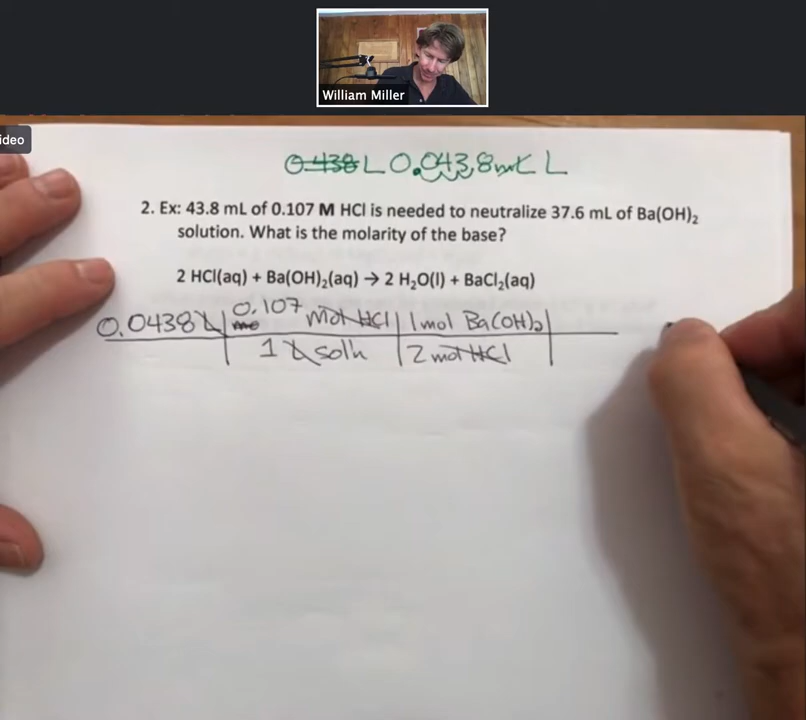 William Miller
ideo
0.438 L 0.043,8mL L
2. Ex: 43.8 mL of 0.107 M HCl is needed to neutralize 37.6 mL of Ba(OH)₂
solution. What is the molarity of the base?
2 HCl(aq) + Ba(OH)₂(aq) → 2 H₂O(l) + BaCl₂(aq)
0.0438 L | 0.107 mol HCl | 1 mol Ba(OH)₂ |
mo
1 L soln | 2 mol HCl |